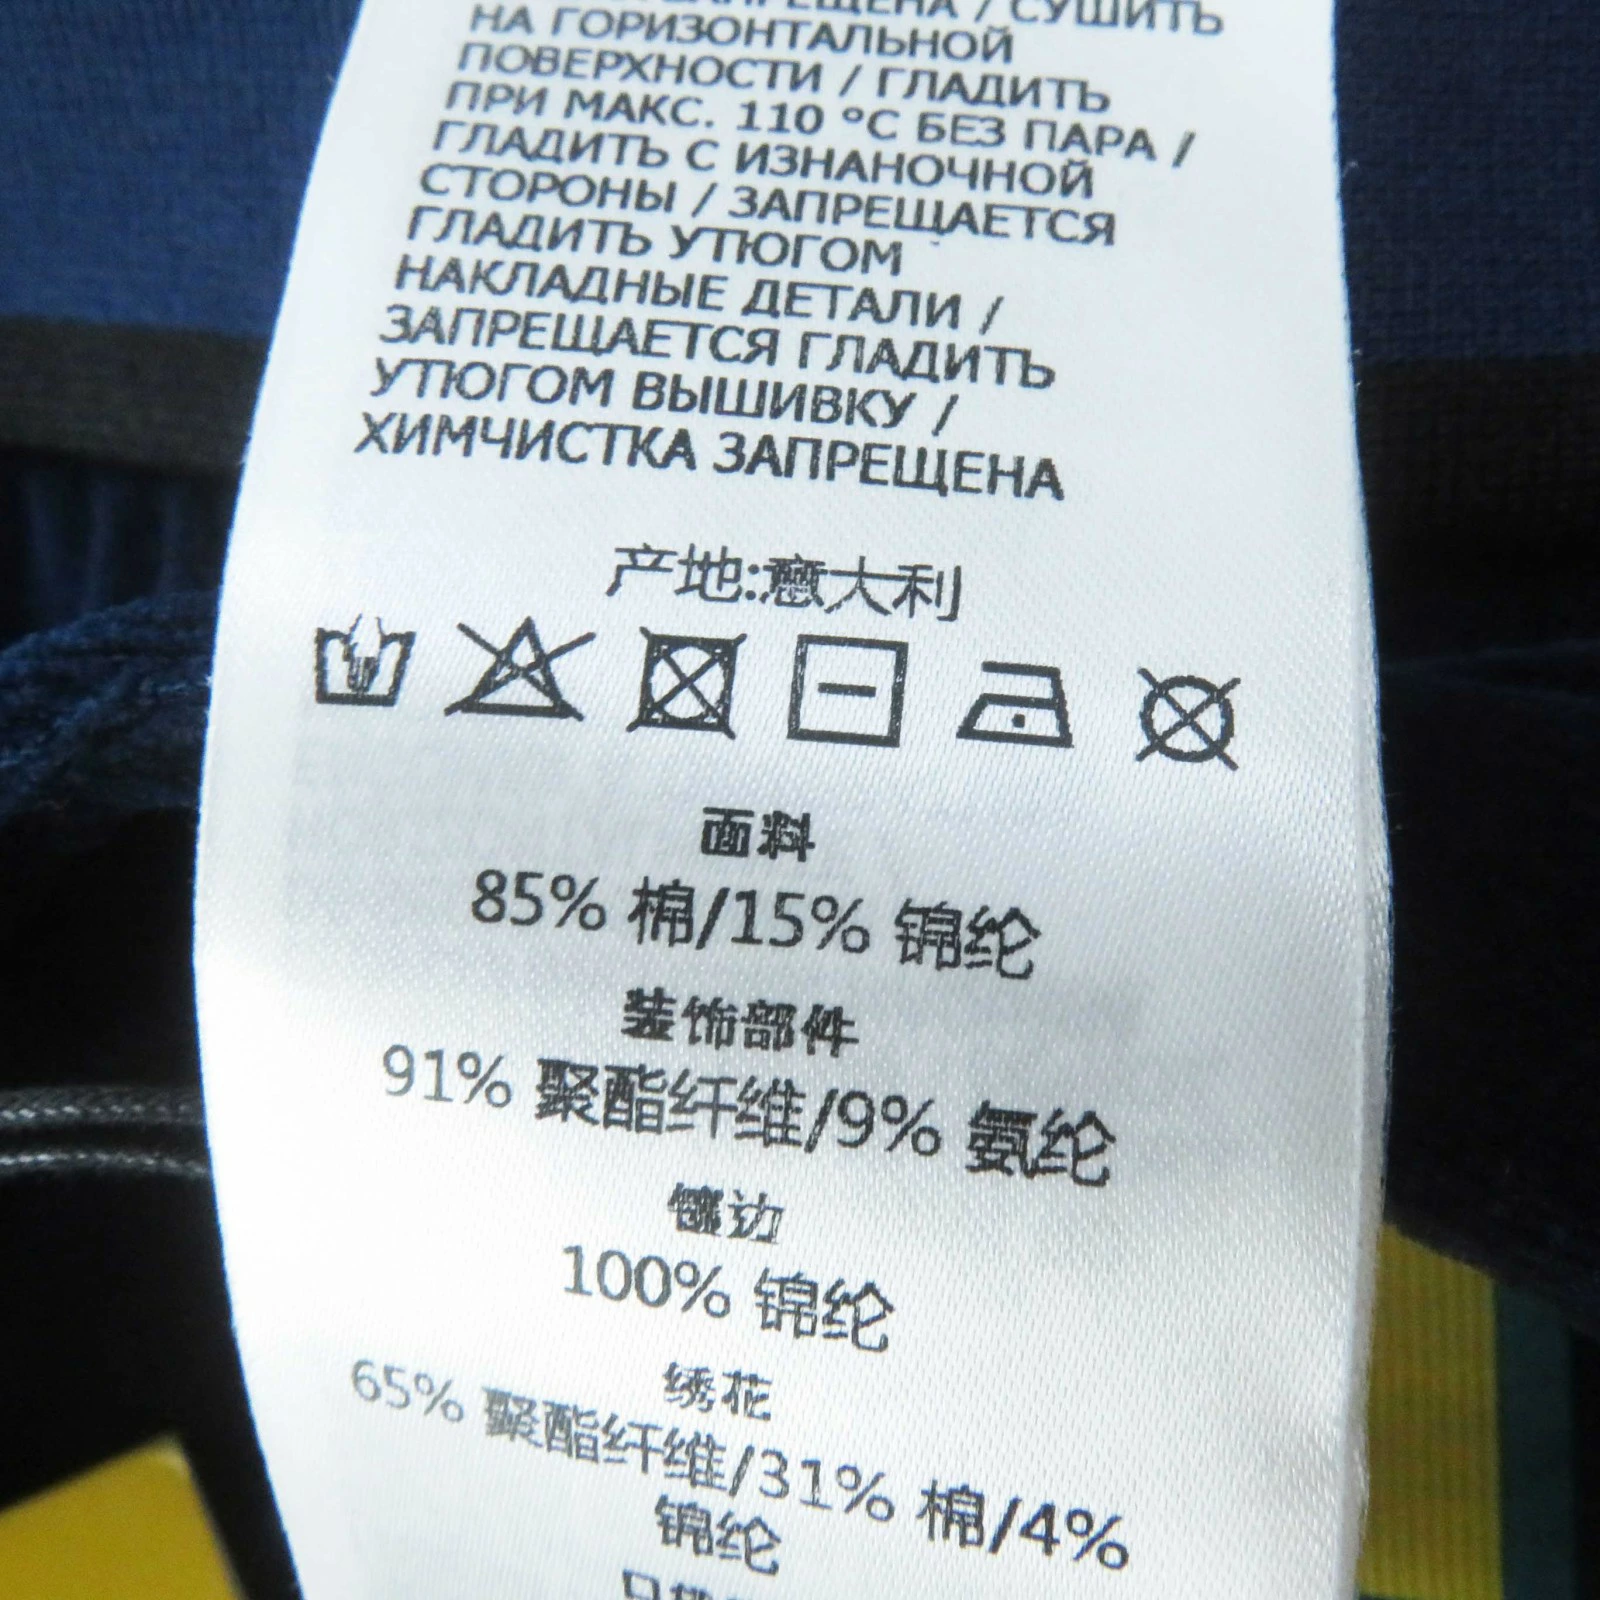 ЗАПРЕЩЕНА / СУШИТЬ
НА ГОРИЗОНТАЛЬНОЙ
ПОВЕРХНОСТИ / ГЛАДИТЬ
ПРИ МАКС. 110 °C БЕЗ ПАРА /
ГЛАДИТЬ С ИЗНАНОЧНОЙ
СТОРОНЫ / ЗАПРЕЩАЕТСЯ
ГЛАДИТЬ УТЮГОМ
НАКЛАДНЫЕ ДЕТАЛИ /
ЗАПРЕЩАЕТСЯ ГЛАДИТЬ
УТЮГОМ ВЫШИВКУ /
ХИМЧИСТКА ЗАПРЕЩЕНА
产地:意大利
面料
85% 棉/15% 锦纶
装饰部件
91% 聚酯纤维/9% 氨纶
镶边
100% 锦纶
绣花
65% 聚酯纤维/31% 棉/4%
锦纶